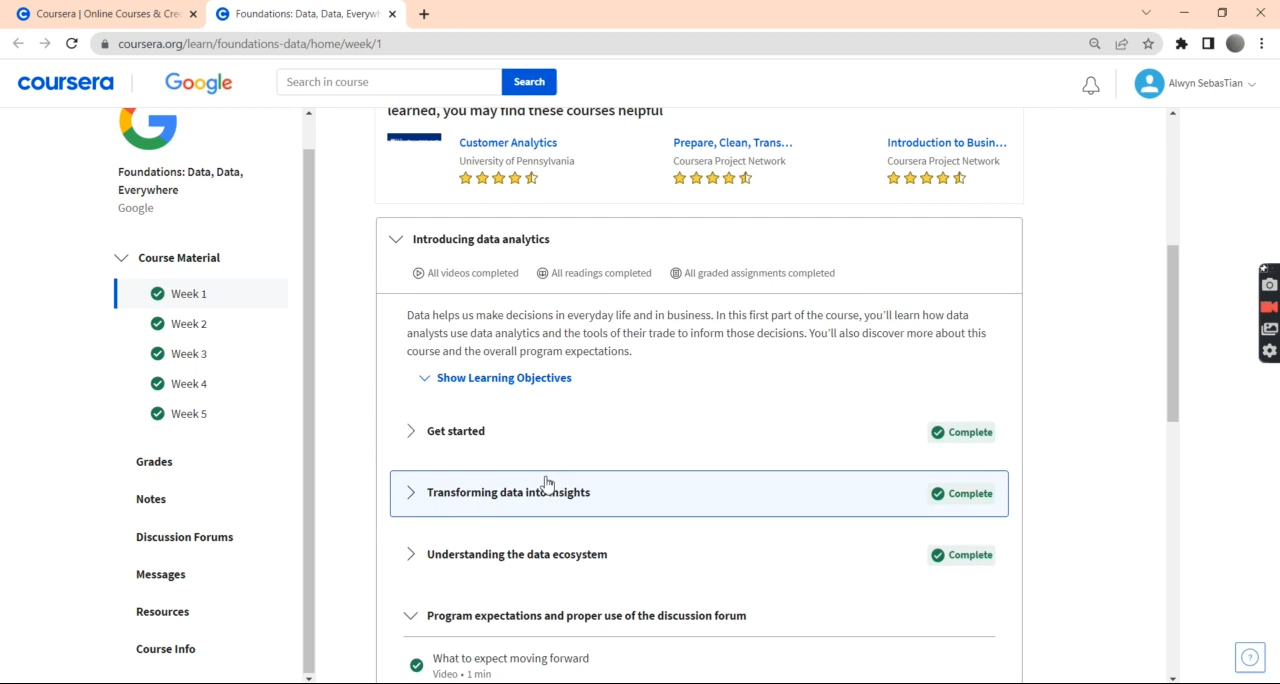 Coursera | Online Courses & Cre
Foundations: Data, Data, Everywh
coursera.org/learn/foundations-data/home/week/1
coursera
Google
Search in course
Search
Alwyn SebasTian
Foundations: Data, Data,
Everywhere
Google
Course Material
Week 1
Week 2
Week 3
Week 4
Week 5
Grades
Notes
Discussion Forums
Messages
Resources
Course Info
learned, you may find these courses helpful
Customer Analytics
University of Pennsylvania
Prepare, Clean, Trans...
Coursera Project Network
Introduction to Busin...
Coursera Project Network
Introducing data analytics
All videos completed
All readings completed
All graded assignments completed
Data helps us make decisions in everyday life and in business. In this first part of the course, you'll learn how data
analysts use data analytics and the tools of their trade to inform those decisions. You'll also discover more about this
course and the overall program expectations.
Show Learning Objectives
Get started
Complete
Transforming data into insights
Complete
Understanding the data ecosystem
Complete
Program expectations and proper use of the discussion forum
What to expect moving forward
Video • 1 min